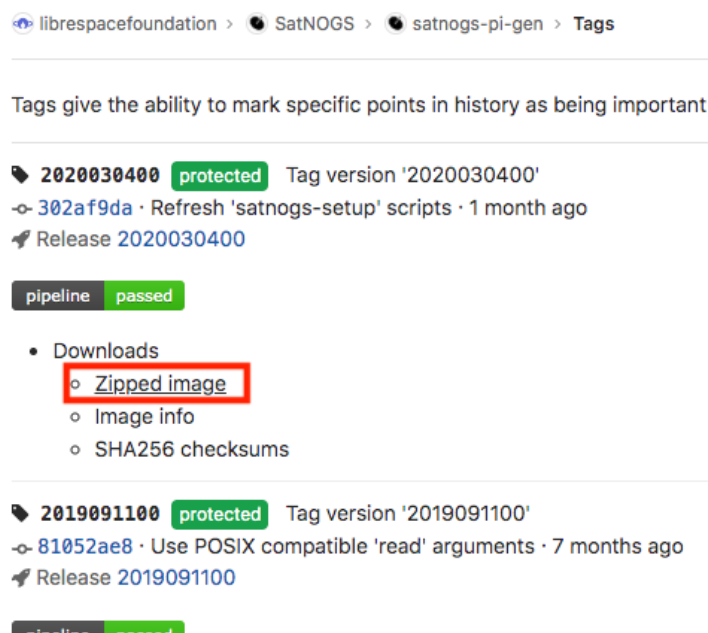 librespacefoundation > SatNOGS > satnogs-pi-gen > Tags
Tags give the ability to mark specific points in history as being important
2020030400 protected Tag version '2020030400'
302af9da · Refresh 'satnogs-setup' scripts · 1 month ago
Release 2020030400
pipeline passed
• Downloads
Zipped image
Image info
SHA256 checksums
2019091100 protected Tag version '2019091100'
81052ae8 · Use POSIX compatible 'read' arguments · 7 months ago
Release 2019091100
pipeline passed